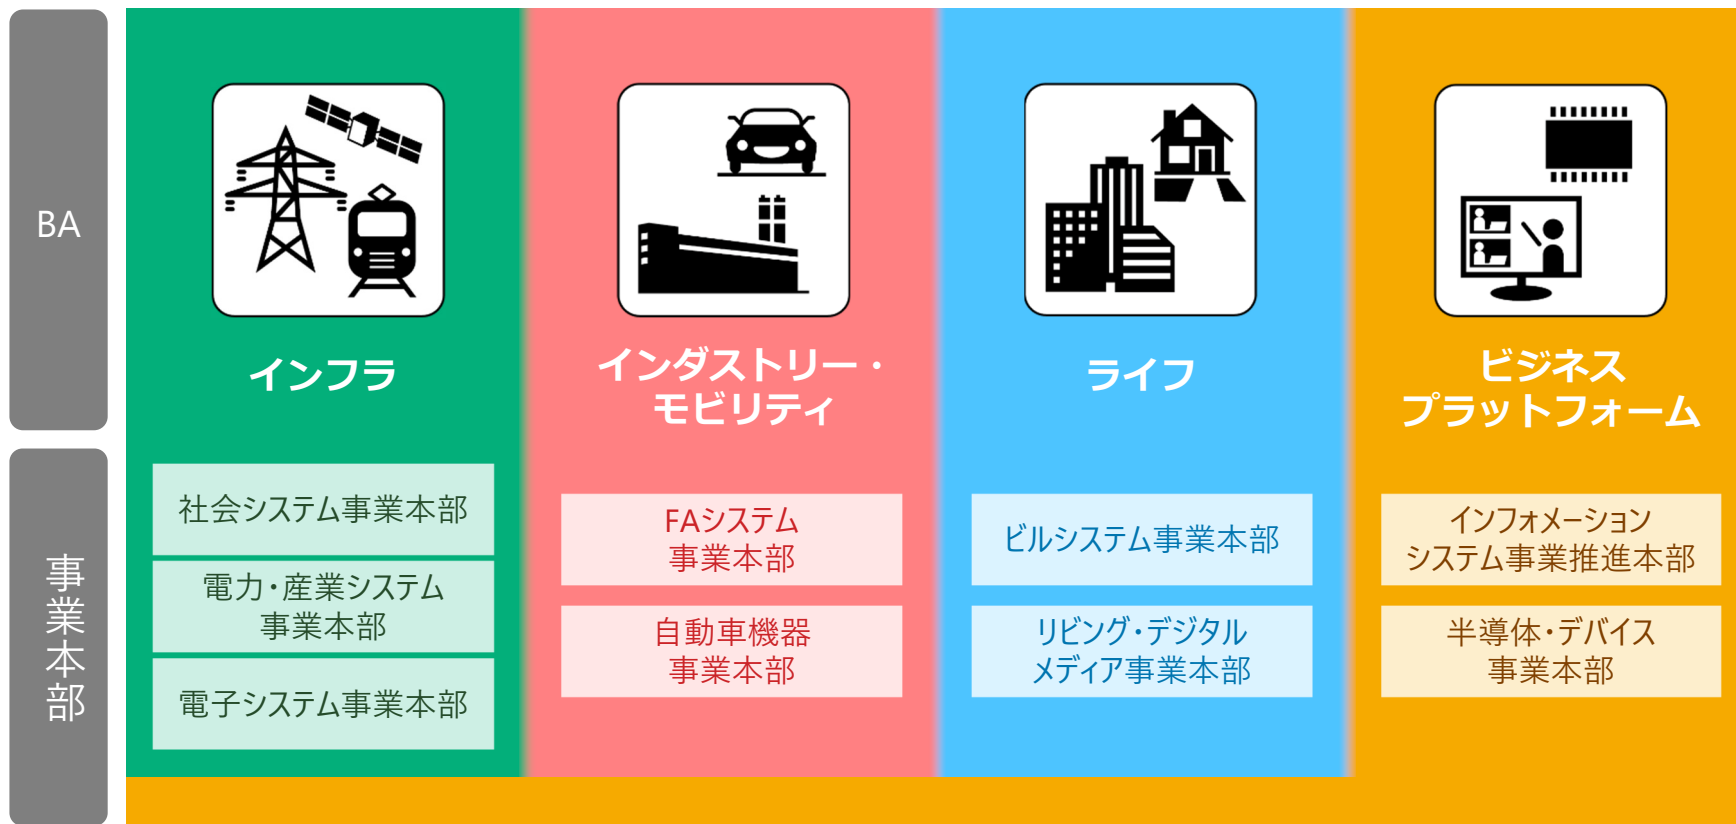 BA
インフラ
インダストリー・
モビリティ
ライフ
ビジネス
プラットフォーム
事業本部
社会システム事業本部
電力・産業システム
事業本部
電子システム事業本部
FAシステム
事業本部
自動車機器
事業本部
ビルシステム事業本部
リビング・デジタル
メディア事業本部
インフォメーション
システム事業推進本部
半導体・デバイス
事業本部